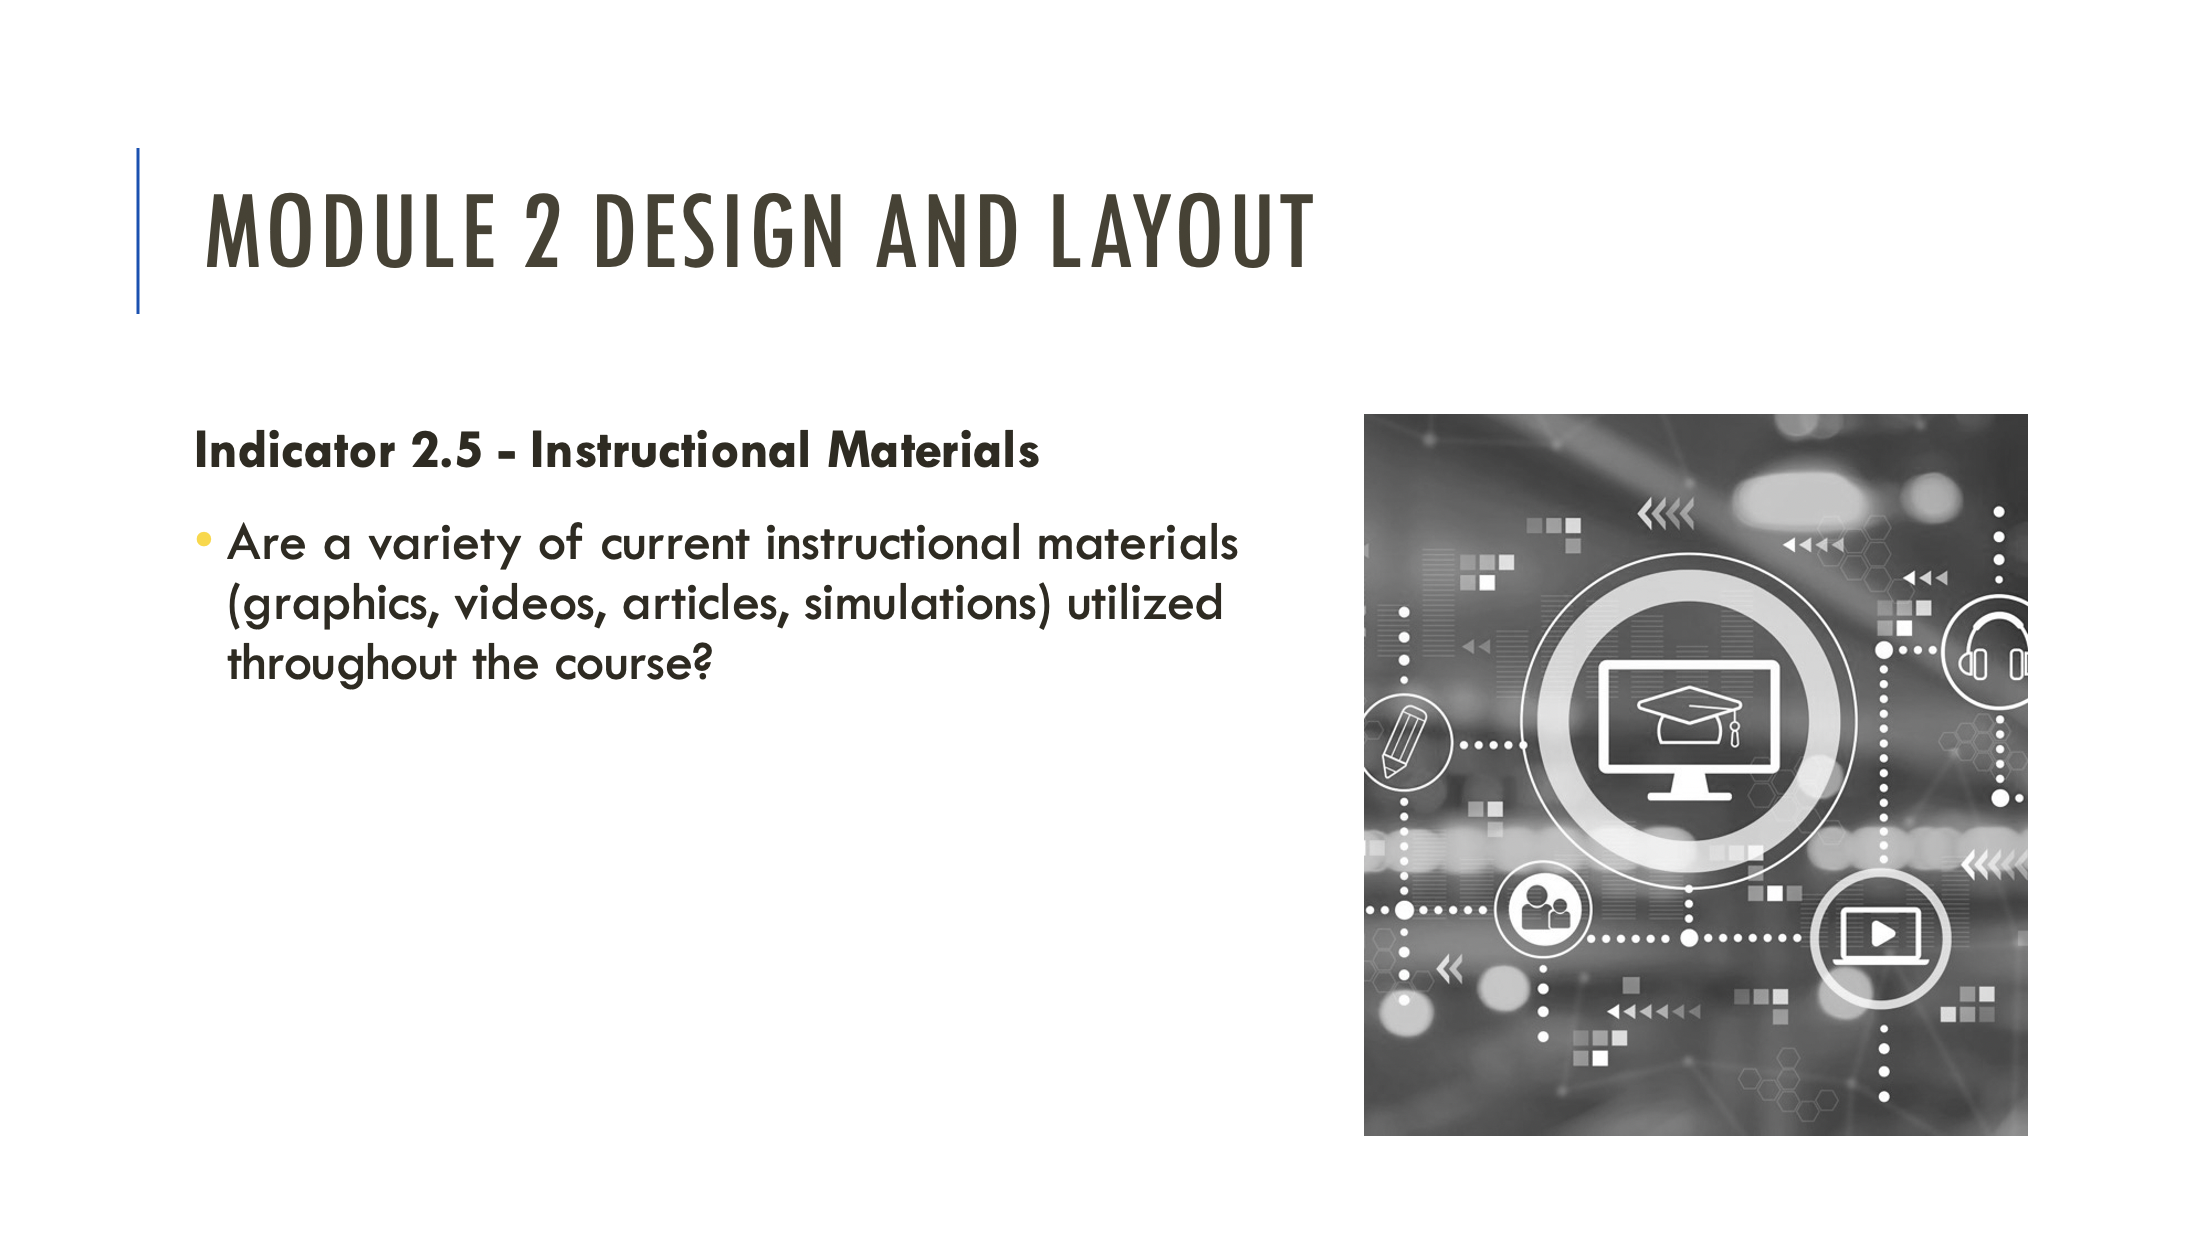 MODULE 2 DESIGN AND LAYOUT
Indicator 2.5 - Instructional Materials
• Are a variety of current instructional materials
(graphics, videos, articles, simulations) utilized
throughout the course?